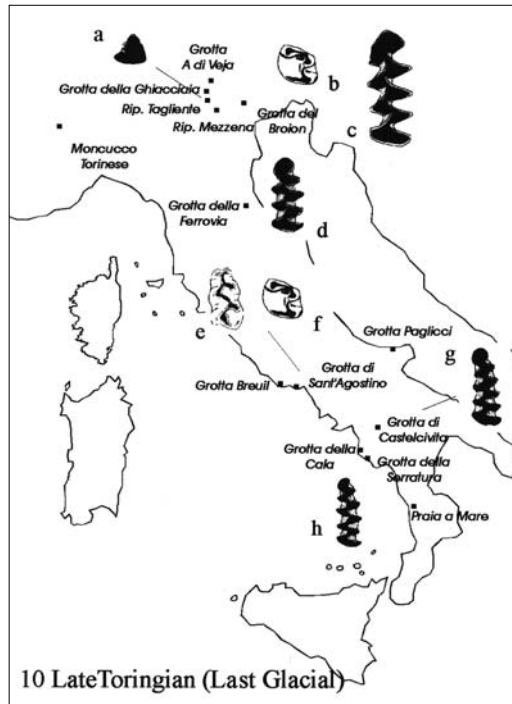 a
Grotta
A di Veja
b
Grotta della Ghiacciaia
Rip. Tagliente
Rip. Mezzena
Grotta del
Broion
c
Moncucco
Torinese
Grotta della
Ferrovia
d
e
f
Grotta Paglicci
g
Grotta di
Sant'Agostino
Grotta Breuil
Grotta di
Castelcivita
Grotta della
Cala
Grotta della
Serratura
h
Praia a Mare
10 LateToringian (Last Glacial)